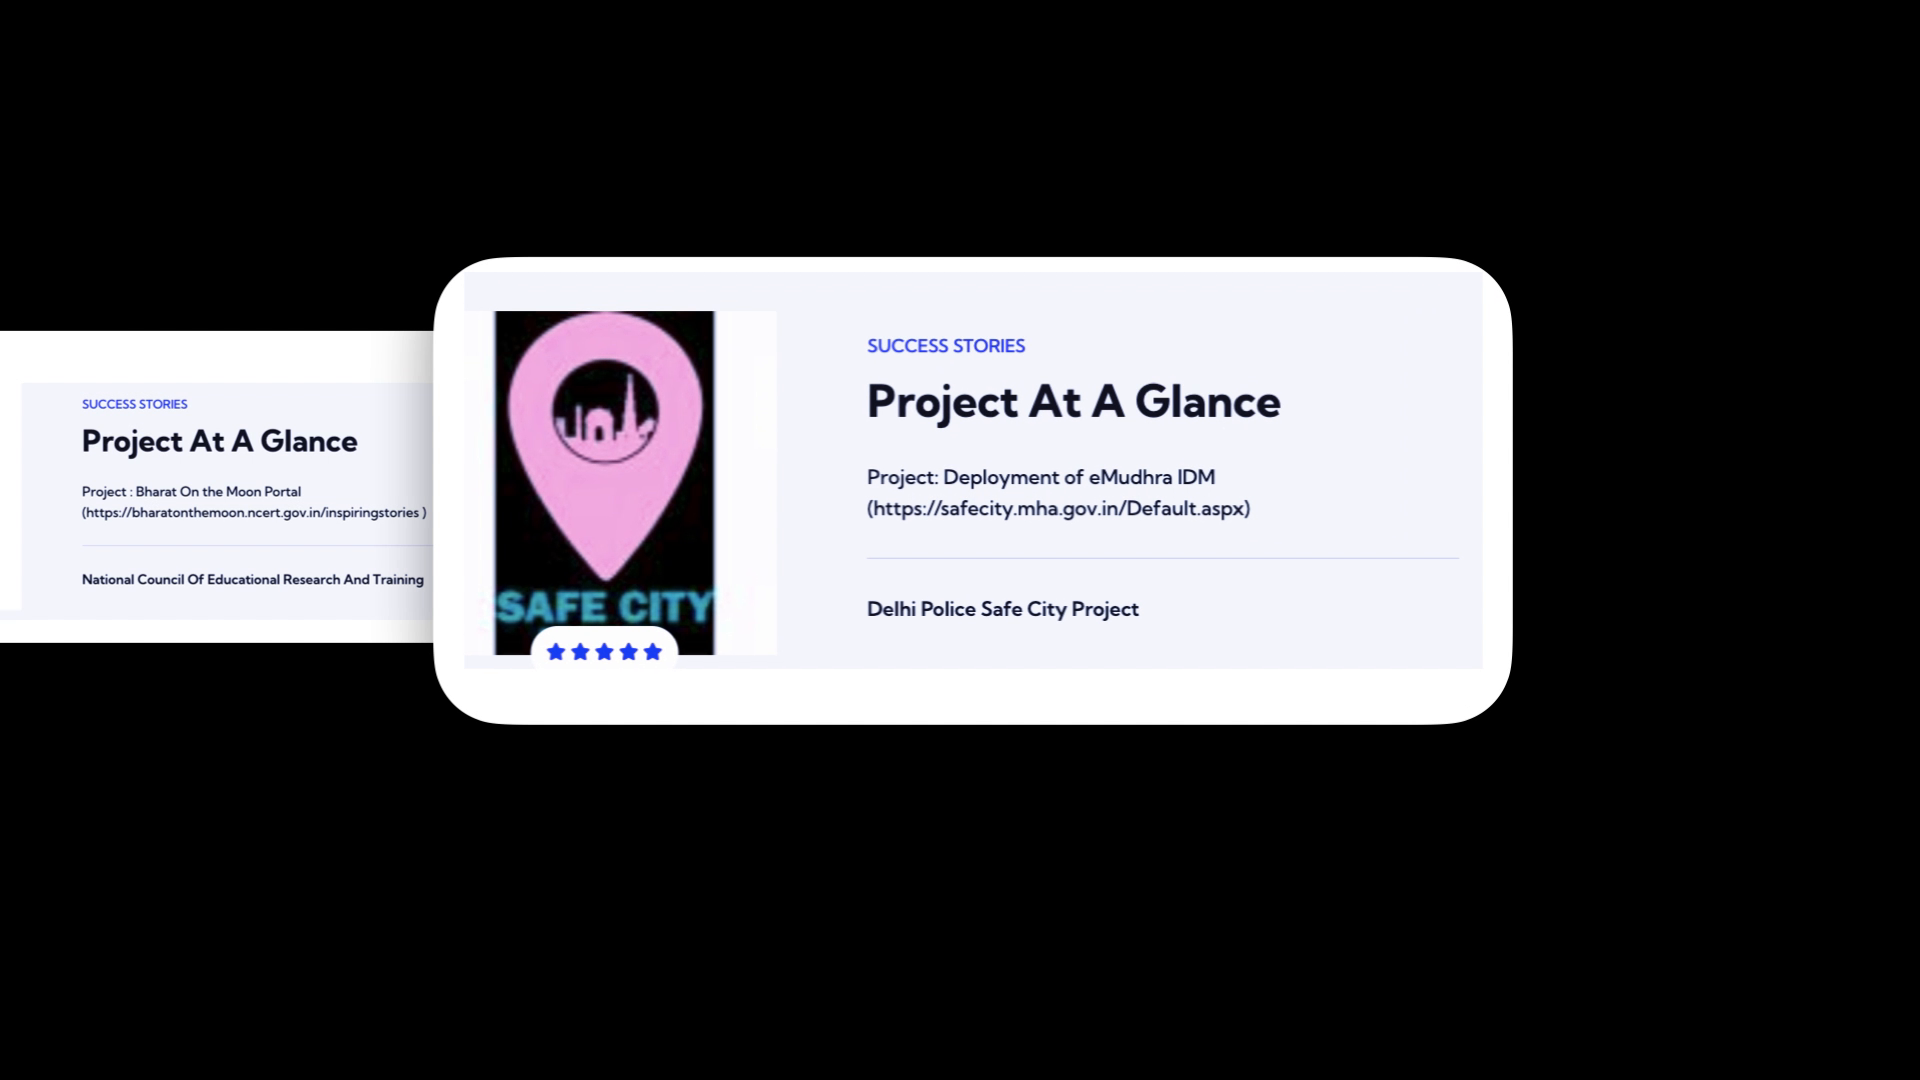 SUCCESS STORIES
Project At A Glance
Project : Bharat On the Moon Portal
(https://bharatonthemoon.ncert.gov.in/inspiringstories )
National Council Of Educational Research And Training
SAFE CITY
SUCCESS STORIES
Project At A Glance
Project: Deployment of eMudhra IDM
(https://safecity.mha.gov.in/Default.aspx)
Delhi Police Safe City Project